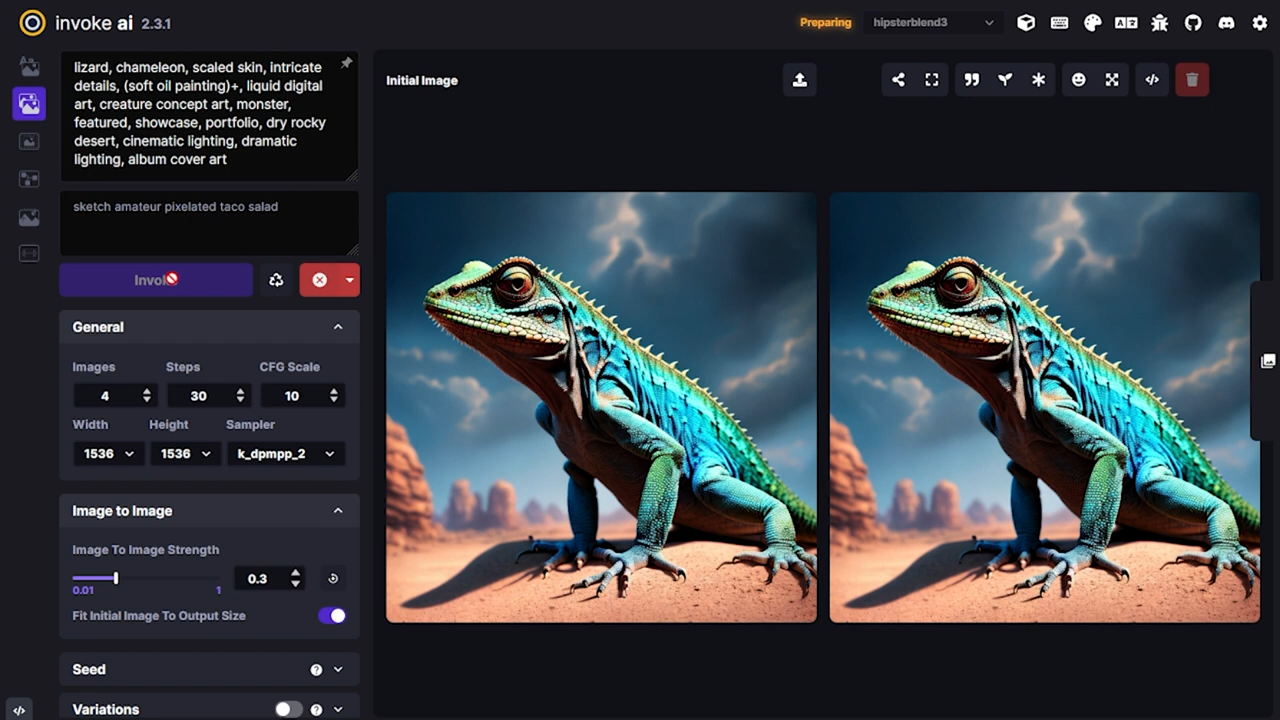 invoke ai 2.3.1
Preparing
hipsterblend3
lizard, chameleon, scaled skin, intricate
details, (soft oil painting)+, liquid digital
art, creature concept art, monster,
featured, showcase, portfolio, dry rocky
desert, cinematic lighting, dramatic
lighting, album cover art
sketch amateur pixelated taco salad
General
Images Steps CFG Scale
4 30 10
Width Height Sampler
1536 1536 k_dpmpp_2
Image to Image
Image To Image Strength
0.3
0.01 1
Fit Initial Image To Output Size
Seed
Variations
Initial Image